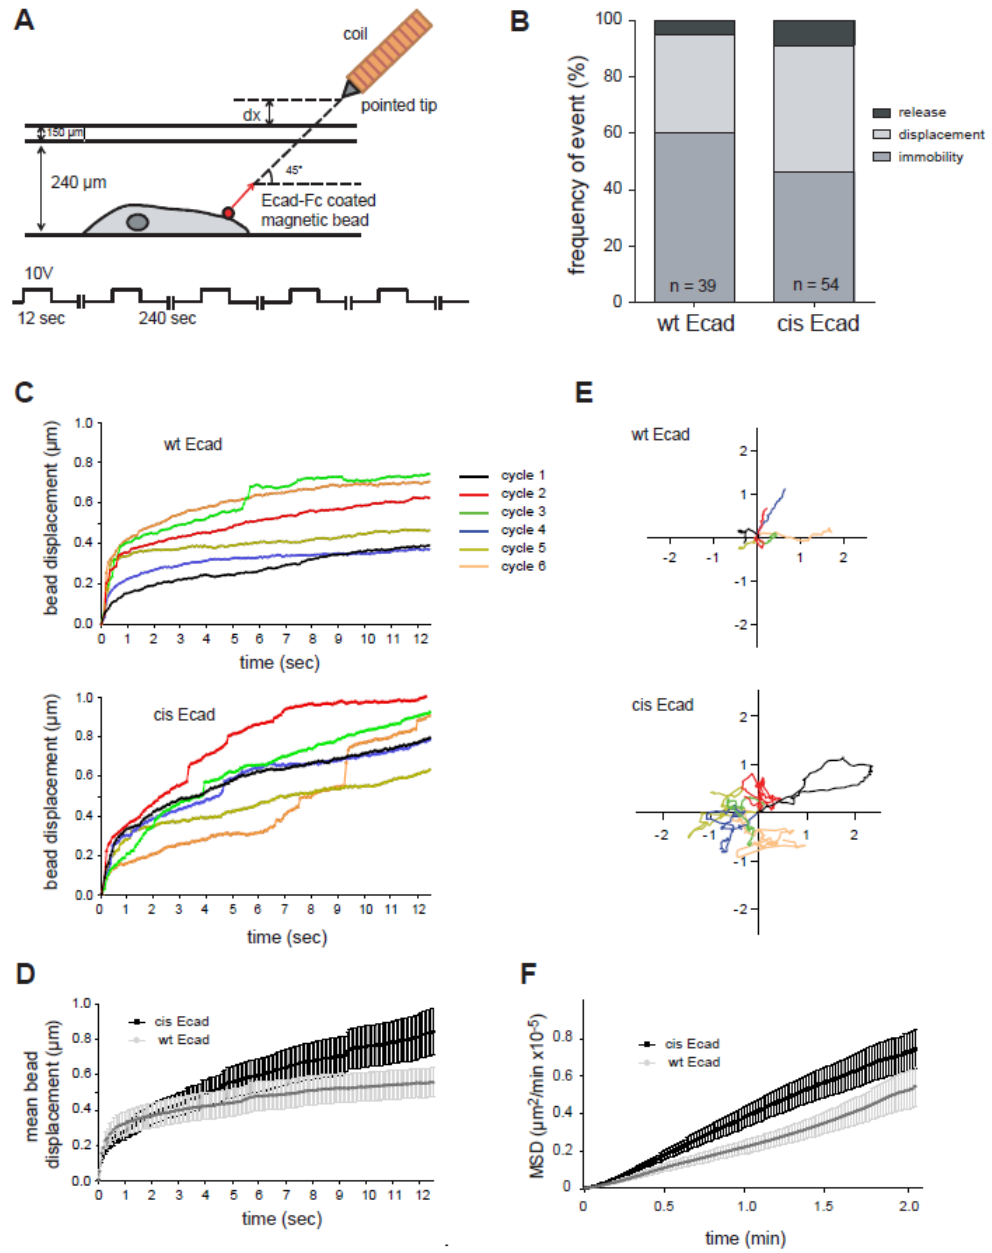 A
coil
pointed tip
dx
150 µm
240 µm
45°
Ecad-Fc coated
magnetic bead
10V
12 sec
240 sec
B
frequency of event (%)
100
80
60
40
20
0
n = 39
n = 54
wt Ecad
cis Ecad
release
displacement
immobility
C
wt Ecad
bead displacement (µm)
1.0
0.8
0.6
0.4
0.2
0.0
0 1 2 3 4 5 6 7 8 9 10 11 12
time (sec)
cycle 1
cycle 2
cycle 3
cycle 4
cycle 5
cycle 6
cis Ecad
bead displacement (µm)
1.0
0.8
0.6
0.4
0.2
0.0
0 1 2 3 4 5 6 7 8 9 10 11 12
time (sec)
E
wt Ecad
2
1
-2 -1 1 2
-1
-2
cis Ecad
2
1
-2 -1 1 2
-1
-2
D
mean bead
displacement (µm)
1.0
0.8
0.6
0.4
0.2
0.0
cis Ecad
wt Ecad
0 1 2 3 4 5 6 7 8 9 10 11 12
time (sec)
F
MSD (µm²/min x10⁻⁵)
0.8
0.6
0.4
0.2
0
cis Ecad
wt Ecad
0 0.5 1.0 1.5 2.0
time (min)